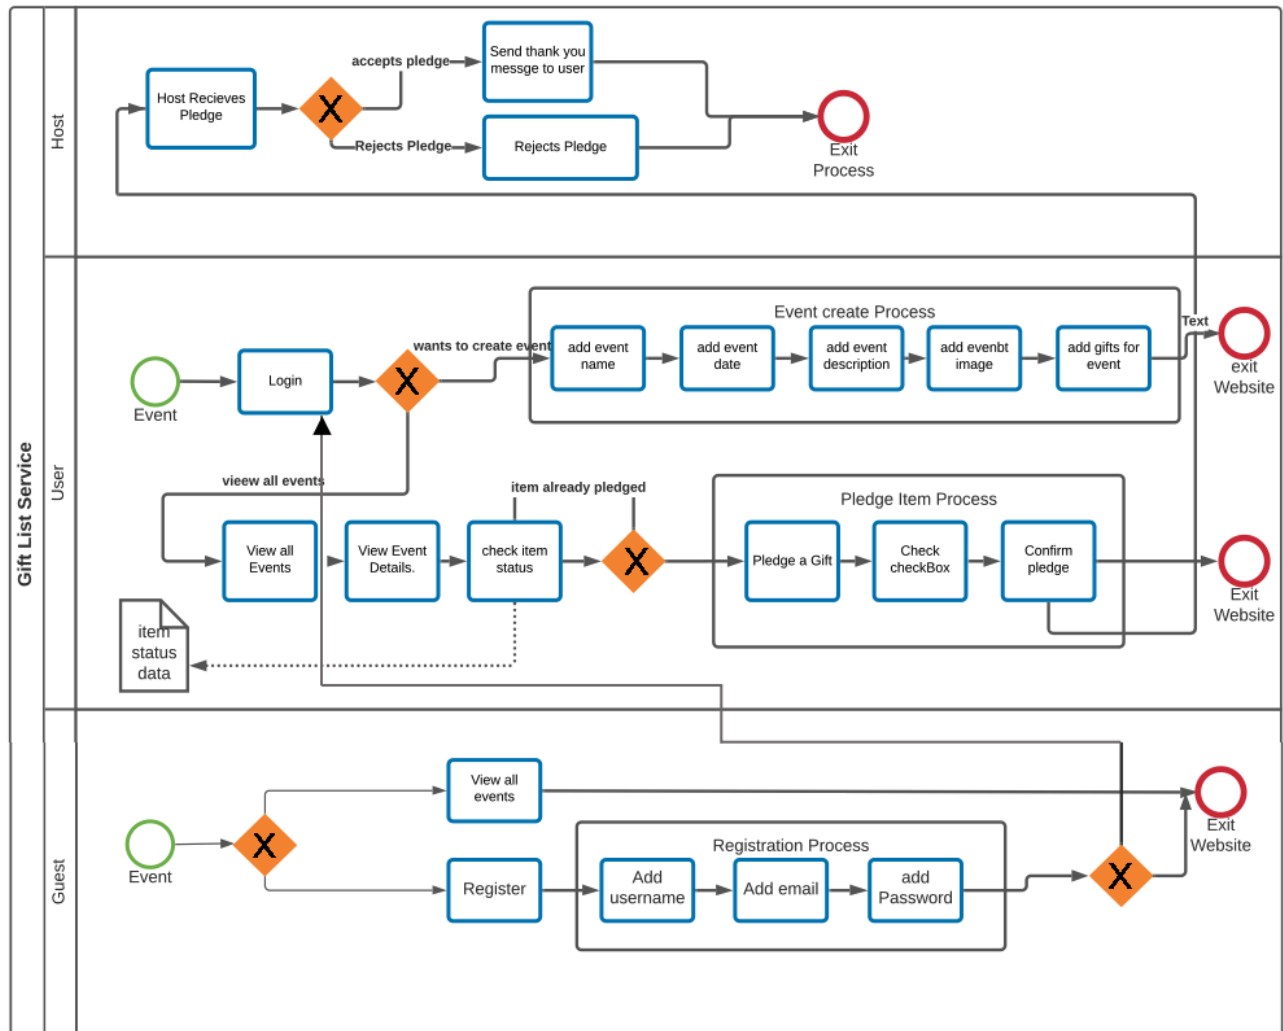 Gift List Service
Host
Host Recieves
Pledge
X
accepts pledge
Send thank you
messge to user
Rejects Pledge
Rejects Pledge
Exit
Process
User
Event
Login
X
wants to create event
Event create Process
add event
name
add event
date
add event
description
add evenbt
image
add gifts for
event
Text
exit
Website
vieew all events
View all
Events
View Event
Details.
check item
status
item already pledged
X
Pledge Item Process
Pledge a Gift
Check
checkBox
Confirm
pledge
Exit
Website
item
status
data
Guest
Event
X
View all
events
Register
Registration Process
Add
username
Add email
add
Password
X
Exit
Website